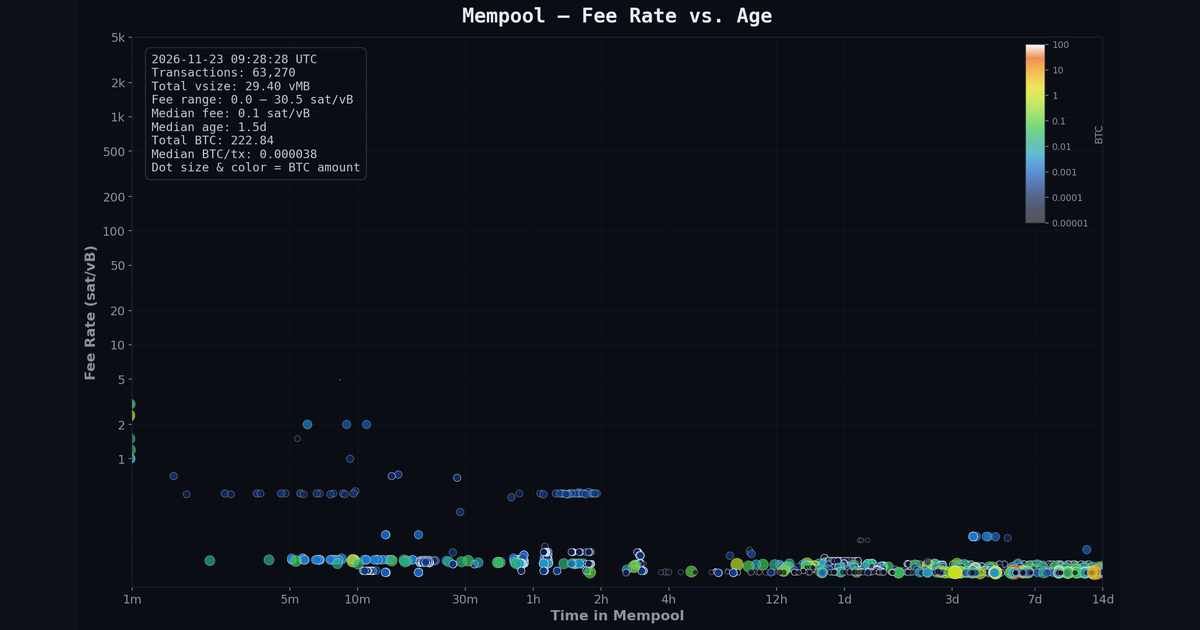 Mempool — Fee Rate vs. Age
2026-11-23 09:28:28 UTC
Transactions: 63,270
Total vsize: 29.40 vMB
Fee range: 0.0 – 30.5 sat/vB
Median fee: 0.1 sat/vB
Median age: 1.5d
Total BTC: 222.84
Median BTC/tx: 0.000038
Dot size & color = BTC amount
100
10
1
0.1
0.01
0.001
0.0001
0.00001
BTC
Fee Rate (sat/vB)
5k
2k
1k
500
200
100
50
20
10
5
2
1
1m 5m 10m 30m 1h 2h 4h 12h 1d 3d 7d 14d
Time in Mempool